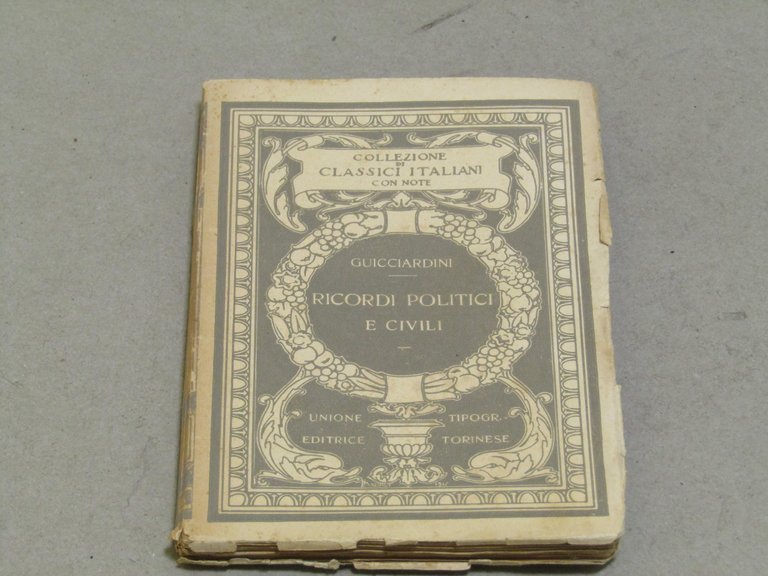 COLLEZIONE
DI
CLASSICI ITALIANI
CON NOTE
GUICCIARDINI
RICORDI POLITICI
E CIVILI
UNIONE TIPOGR.
EDITRICE TORINESE